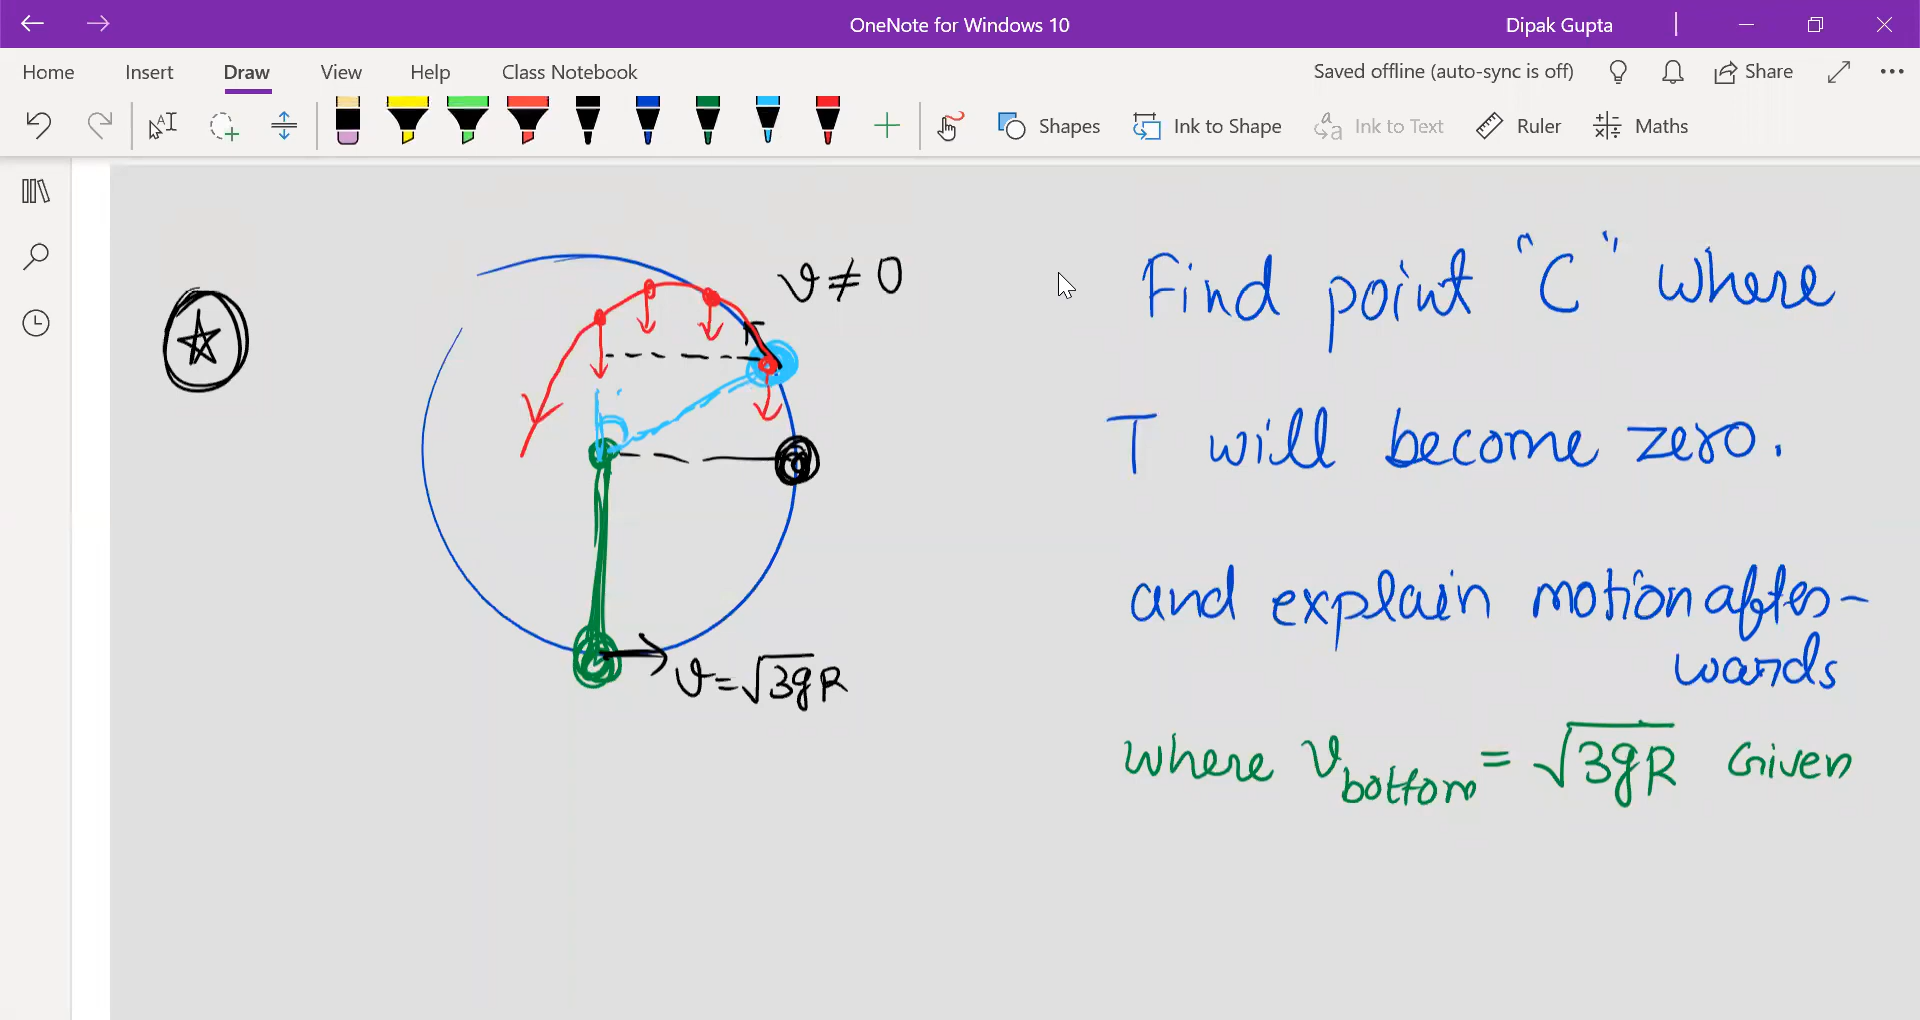 OneNote for Windows 10
Dipak Gupta
Home Insert Draw View Help Class Notebook
Saved offline (auto-sync is off) Share
Shapes Ink to Shape Ink to Text Ruler Maths
v ≠ 0
v = √3gR
Find point "C" where
T will become zero.
and explain motion after-
wards
where v bottom = √3gR Given